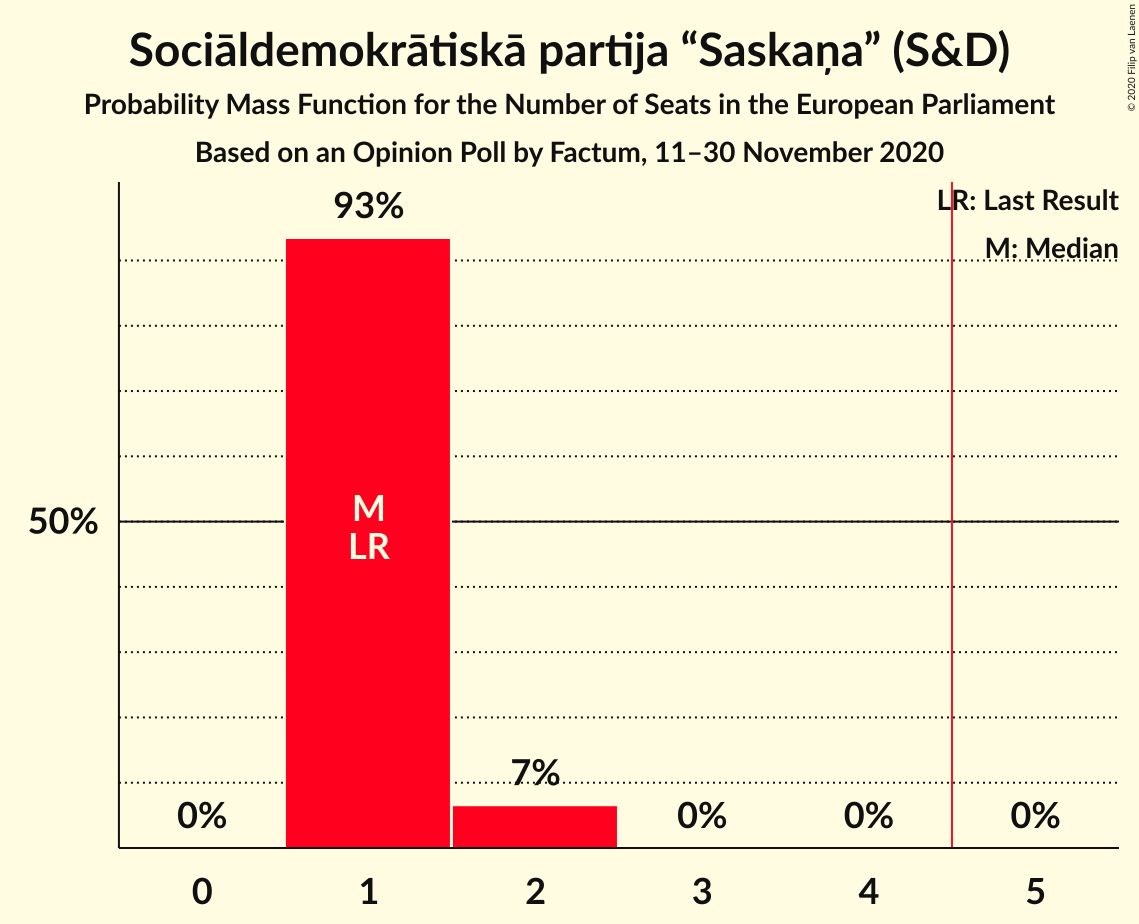 Sociāldemokrātiskā partija “Saskaņa” (S&D)
Probability Mass Function for the Number of Seats in the European Parliament
Based on an Opinion Poll by Factum, 11–30 November 2020
© 2020 Filip van Laenen
LR: Last Result
M: Median
93%
M
LR
50%
7%
0%
0%
0%
0%
0
1
2
3
4
5